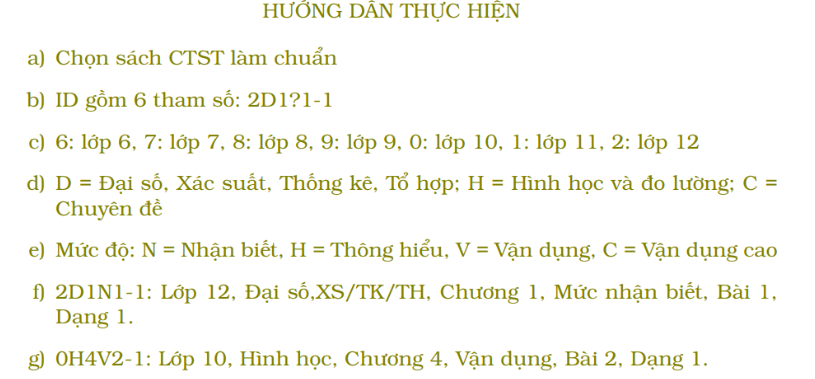 HƯỚNG DẪN THỰC HIỆN
a) Chọn sách CTST làm chuẩn
b) ID gồm 6 tham số: 2D1?1-1
c) 6: lớp 6, 7: lớp 7, 8: lớp 8, 9: lớp 9, 0: lớp 10, 1: lớp 11, 2: lớp 12
d) D = Đại số, Xác suất, Thống kê, Tổ hợp; H = Hình học và đo lường; C =
Chuyên đề
e) Mức độ: N = Nhận biết, H = Thông hiểu, V = Vận dụng, C = Vận dụng cao
f) 2D1N1-1: Lớp 12, Đại số,XS/TK/TH, Chương 1, Mức nhận biết, Bài 1,
Dạng 1.
g) 0H4V2-1: Lớp 10, Hình học, Chương 4, Vận dụng, Bài 2, Dạng 1.